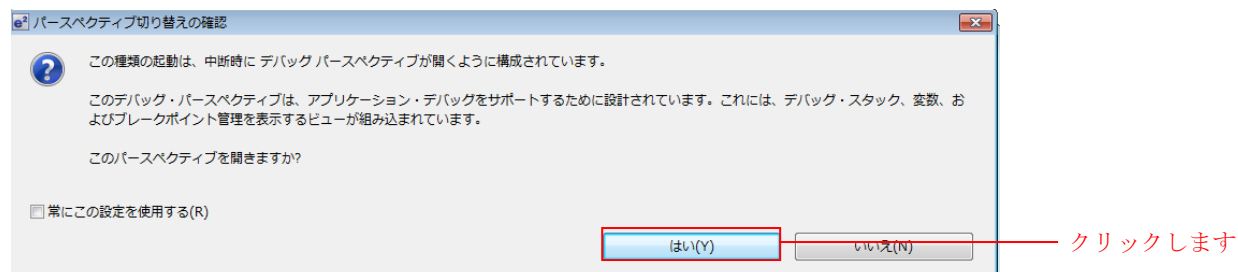 e² パースペクティブ切り替えの確認
この種類の起動は、中断時に デバッグ パースペクティブが開くように構成されています。
このデバッグ・パースペクティブは、アプリケーション・デバッグをサポートするために設計されています。これには、デバッグ・スタック、変数、お
よびブレークポイント管理を表示するビューが組み込まれています。
このパースペクティブを開きますか?
常にこの設定を使用する(R)
はい(Y)
いいえ(N)
クリックします